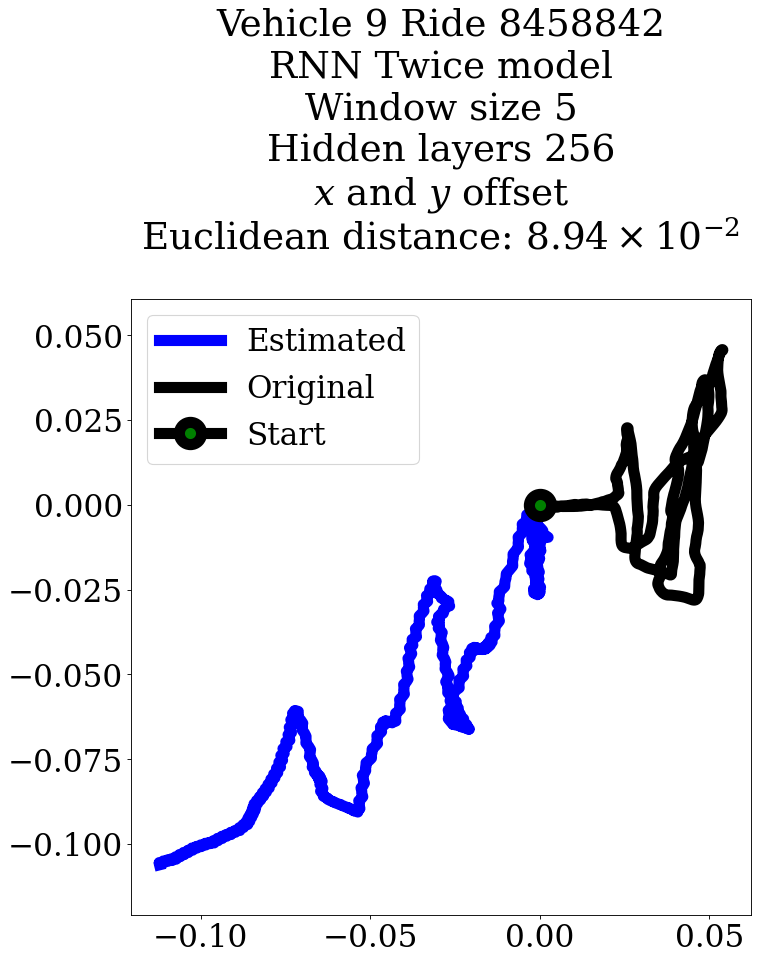 Vehicle 9 Ride 8458842
RNN Twice model
Window size 5
Hidden layers 256
x and y offset
Euclidean distance: 8.94 × 10⁻²
Estimated
Original
Start
0.050
0.025
0.000
−0.025
−0.050
−0.075
−0.100
−0.10 −0.05 0.00 0.05